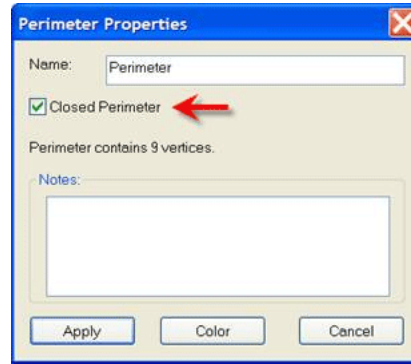 Perimeter Properties
Name: Perimeter
Closed Perimeter
Perimeter contains 9 vertices.
Notes:
Apply Color Cancel